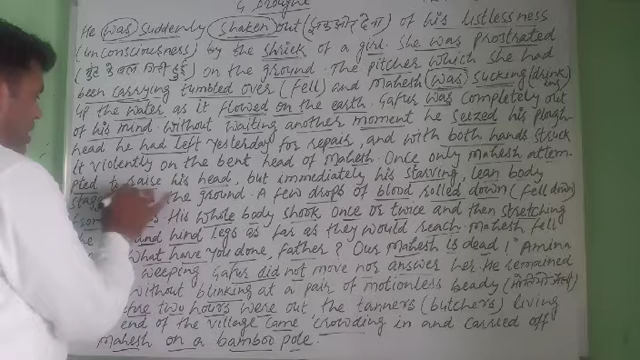 G Drought
He was suddenly shaken out of his listlessness
(unconsciousness) by the shrick of a girl. She was prostrated
(मुंह के बल गिरी हुई) on the ground. The pitcher which she had
been carrying tumbled over (fell) and Mahesh was sucking (drinking)
up the water as it flowed on the earth. Gafur was completely out
of his mind. Without waiting another moment he seized his plough-
head he had left yesterday for repair, and with both hands struck
it violently on the bent head of Mahesh. Once only Mahesh attem-
pted to raise his head, but immediately his starving, lean body
the ground. A few drops of blood rolled down (fell down)
His whole body shook once or twice and then stretching
and hind legs as far as they would reach. Mahesh fell
What have you done, father? Our Mahesh is dead! Amina
weeping Gafur did not move nor answer her. He remained
without blinking at a pair of motionless beady
two hours were out the tanners (butchers) living
end of the village came crowding in and carried off
Mahesh on a bamboo pole.